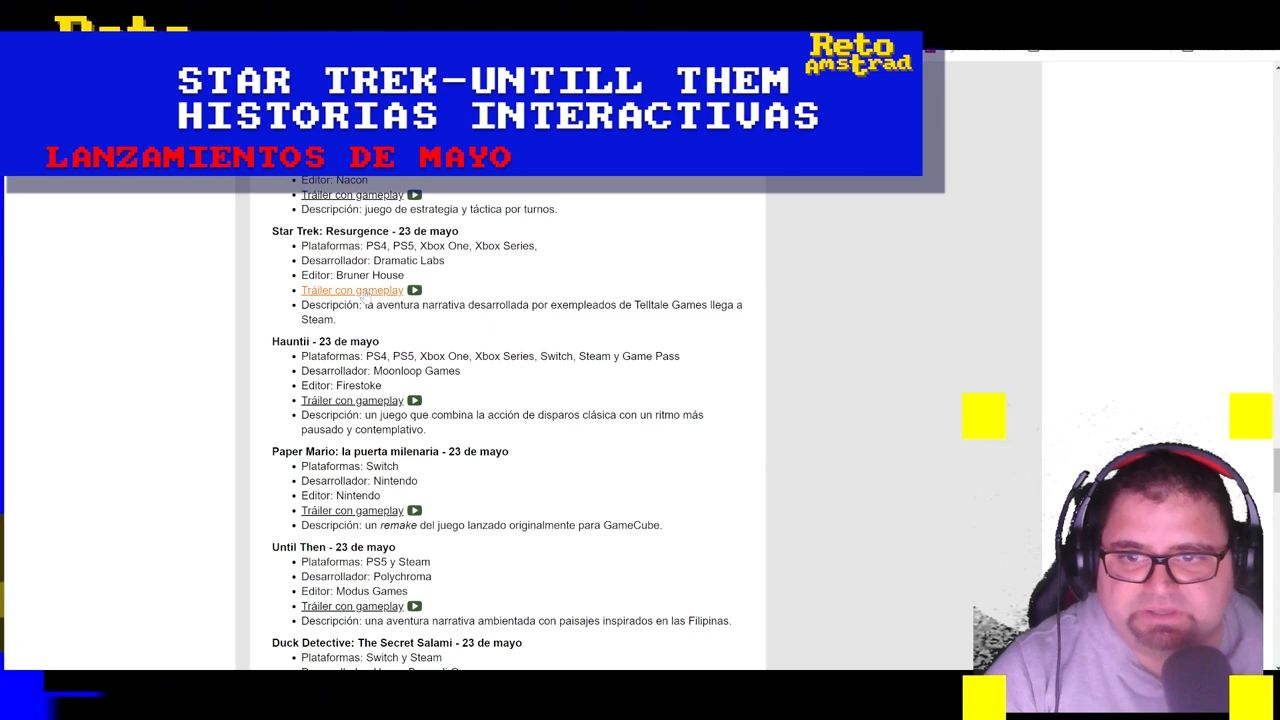 Reto
Reto
Amstrad
STAR TREK-UNTILL THEM
HISTORIAS INTERACTIVAS
LANZAMIENTOS DE MAYO
• Editor: Nacon
• Tráiler con gameplay
• Descripción: juego de estrategia y táctica por turnos.
Star Trek: Resurgence - 23 de mayo
• Plataformas: PS4, PS5, Xbox One, Xbox Series,
• Desarrollador: Dramatic Labs
• Editor: Bruner House
• Tráiler con gameplay
• Descripción: la aventura narrativa desarrollada por exempleados de Telltale Games llega a
Steam.
Hauntii - 23 de mayo
• Plataformas: PS4, PS5, Xbox One, Xbox Series, Switch, Steam y Game Pass
• Desarrollador: Moonloop Games
• Editor: Firestoke
• Tráiler con gameplay
• Descripción: un juego que combina la acción de disparos clásica con un ritmo más
pausado y contemplativo.
Paper Mario: la puerta milenaria - 23 de mayo
• Plataformas: Switch
• Desarrollador: Nintendo
• Editor: Nintendo
• Tráiler con gameplay
• Descripción: un remake del juego lanzado originalmente para GameCube.
Until Then - 23 de mayo
• Plataformas: PS5 y Steam
• Desarrollador: Polychroma
• Editor: Modus Games
• Tráiler con gameplay
• Descripción: una aventura narrativa ambientada con paisajes inspirados en las Filipinas.
Duck Detective: The Secret Salami - 23 de mayo
• Plataformas: Switch y Steam